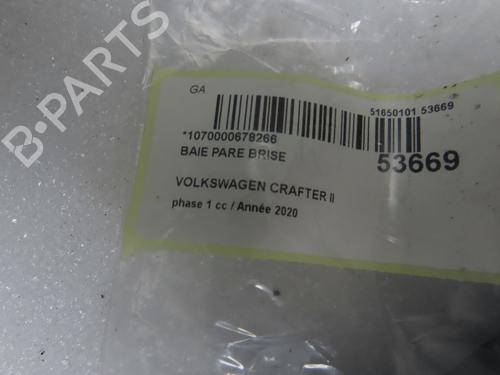 B-PARTS
GA
51650101 53669
*1070000678266
BAIE PARE BRISE
53669
VOLKSWAGEN CRAFTER II
phase 1 cc / Année 2020